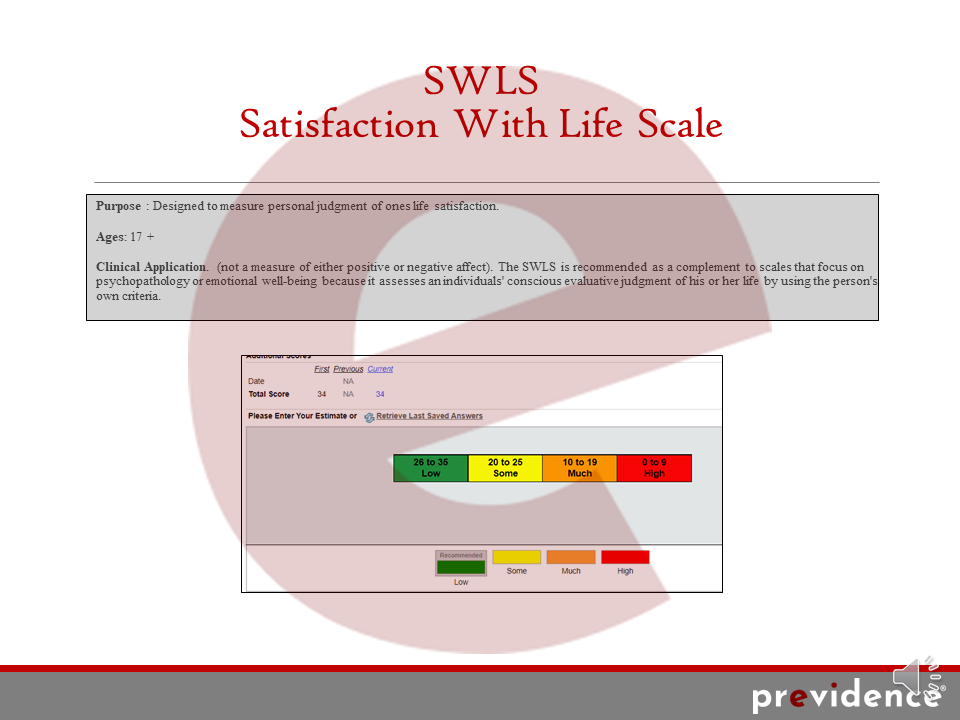 SWLS
Satisfaction With Life Scale
Purpose : Designed to measure personal judgment of ones life satisfaction.
Ages: 17 +
Clinical Application. (not a measure of either positive or negative affect). The SWLS is recommended as a complement to scales that focus on
psychopathology or emotional well-being because it assesses an individuals' conscious evaluative judgment of his or her life by using the person's
own criteria.
Additional Scores
First Previous Current
Date NA
Total Score 34 NA 34
Please Enter Your Estimate or Retrieve Last Saved Answers
26 to 35 20 to 25 10 to 19 0 to 9
Low Some Much High
Recommended
Some Much High
Low
previdence®